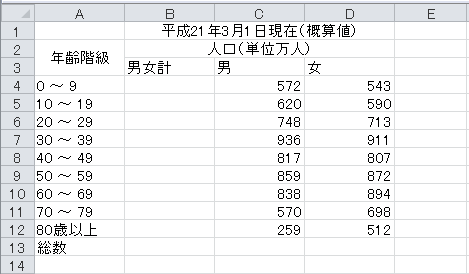 A B C D E
1 平成21年3月1日現在(概算値)
2 年齢階級 人口(単位万人)
3 男女計 男 女
4 0 ~ 9 572 543
5 10 ~ 19 620 590
6 20 ~ 29 748 713
7 30 ~ 39 936 911
8 40 ~ 49 817 807
9 50 ~ 59 859 872
10 60 ~ 69 838 894
11 70 ~ 79 570 698
12 80歳以上 259 512
13 総数
14